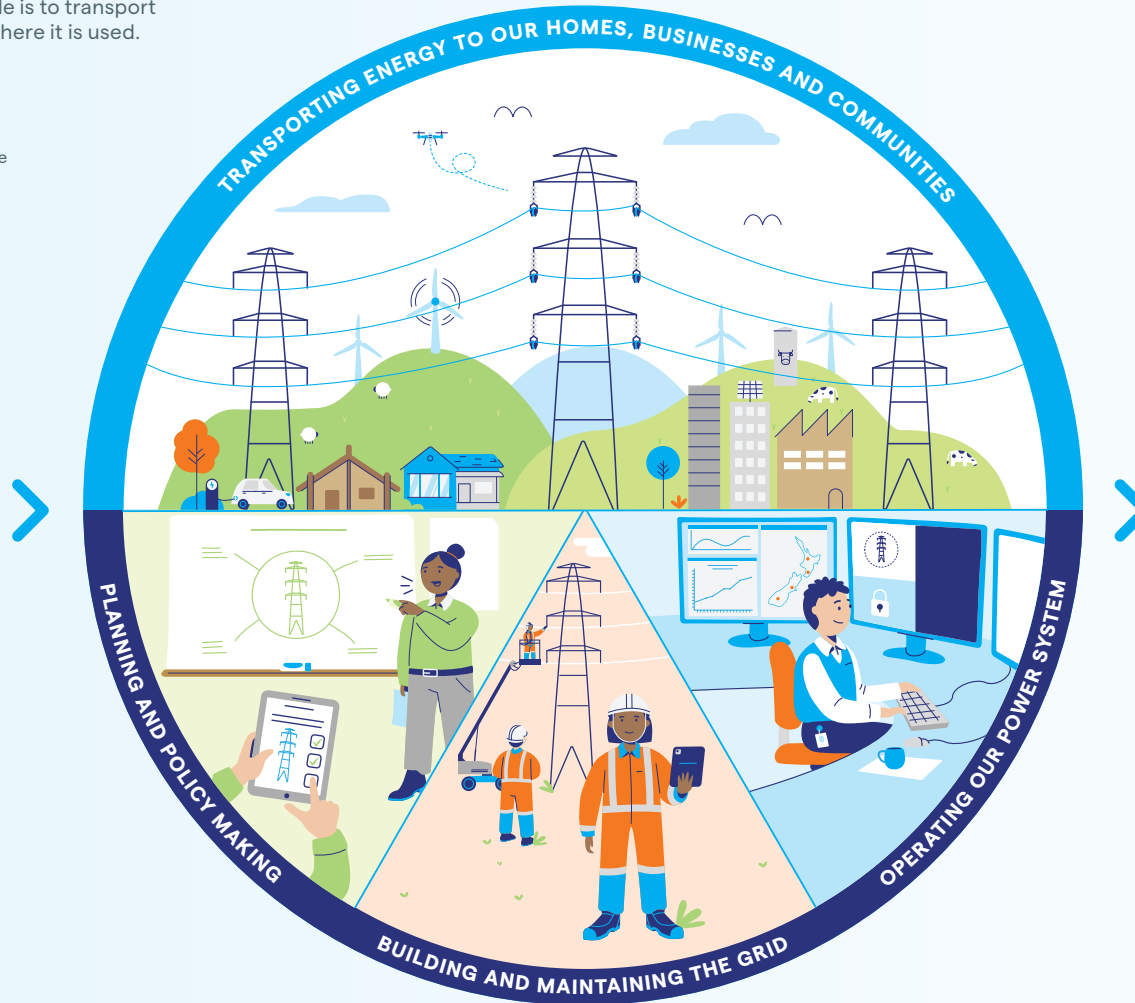 le is to transport
here it is used.
e
TRANSPORTING ENERGY TO OUR HOMES, BUSINESSES AND COMMUNITIES
PLANNING AND POLICY MAKING
BUILDING AND MAINTAINING THE GRID
OPERATING OUR POWER SYSTEM